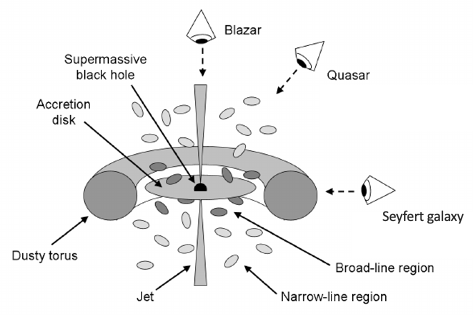 Blazar
Supermassive
black hole
Quasar
Accretion
disk
Seyfert galaxy
Dusty torus
Broad-line region
Jet
Narrow-line region